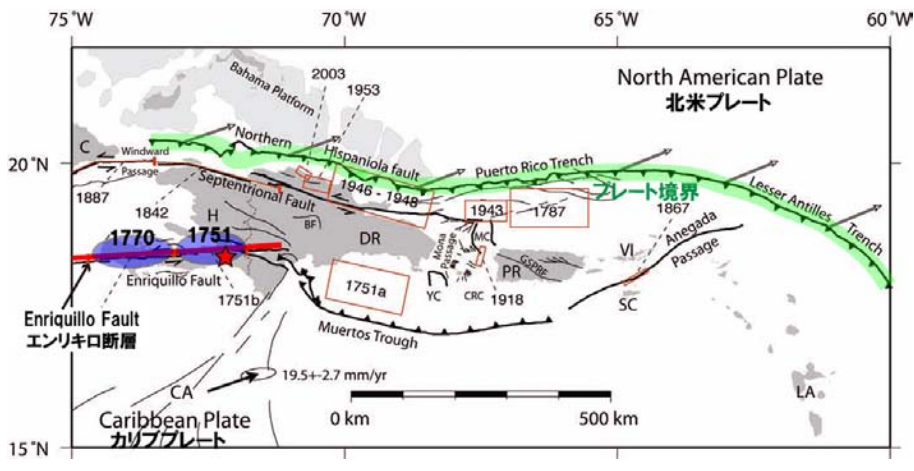 75°W
70°W
65°W
60°W
20°N
15°N
2003
1953
Bahama Platform
North American Plate
北米プレート
Northern
Hispaniola fault
Puerto Rico Trench
プレート境界
Lesser Antilles
Trench
C
Windward
Passage
Septentrional Fault
1946 - 1948
1943
1787
1867
1887
1842
H
BF
DR
Mona
Passage
MC
GSPRF
PR
VI
Anegada
Passage
1770
1751
Enriquillo Fault
1751b
1751a
YC
CRC
1918
SC
Enriquillo Fault
エンリキロ断層
Muertos Trough
CA
19.5+-2.7 mm/yr
LA
Caribbean Plate
カリブプレート
0 km
500 km